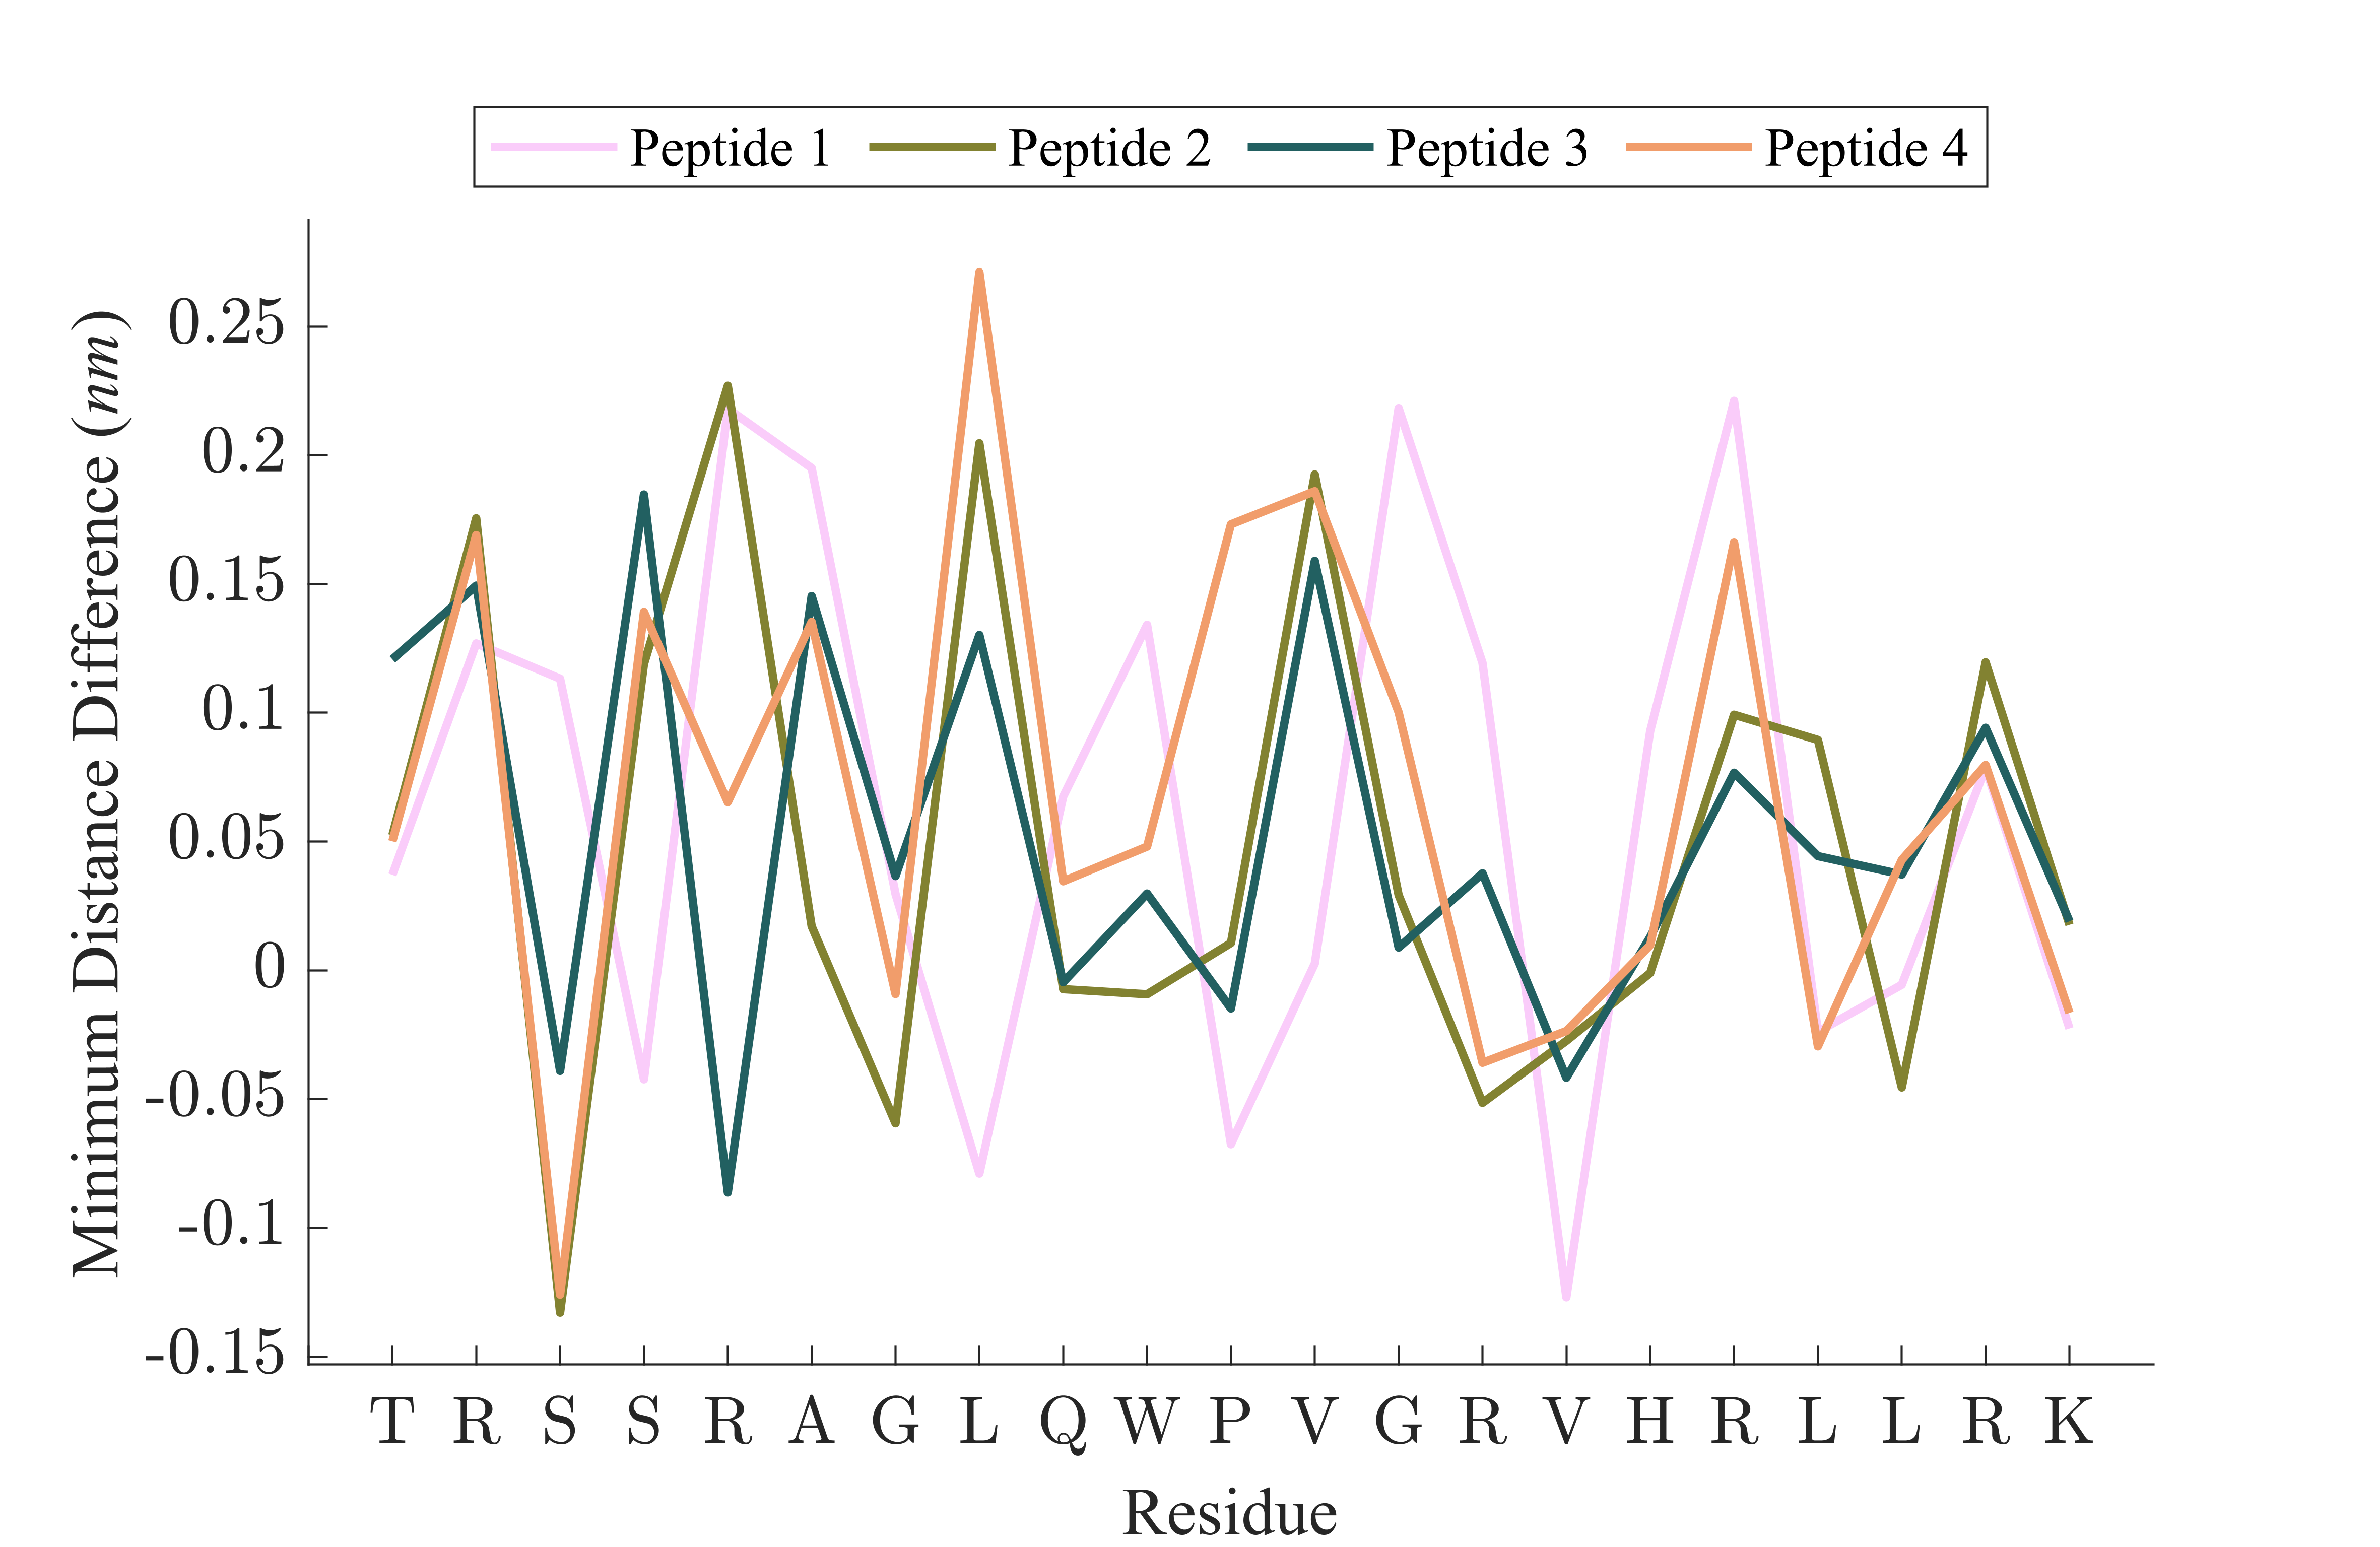 Peptide 1 Peptide 2 Peptide 3 Peptide 4
Minimum Distance Difference (nm)
0.25
0.2
0.15
0.1
0.05
0
-0.05
-0.1
-0.15
T R S S R A G L Q W P V G R V H R L L R K
Residue